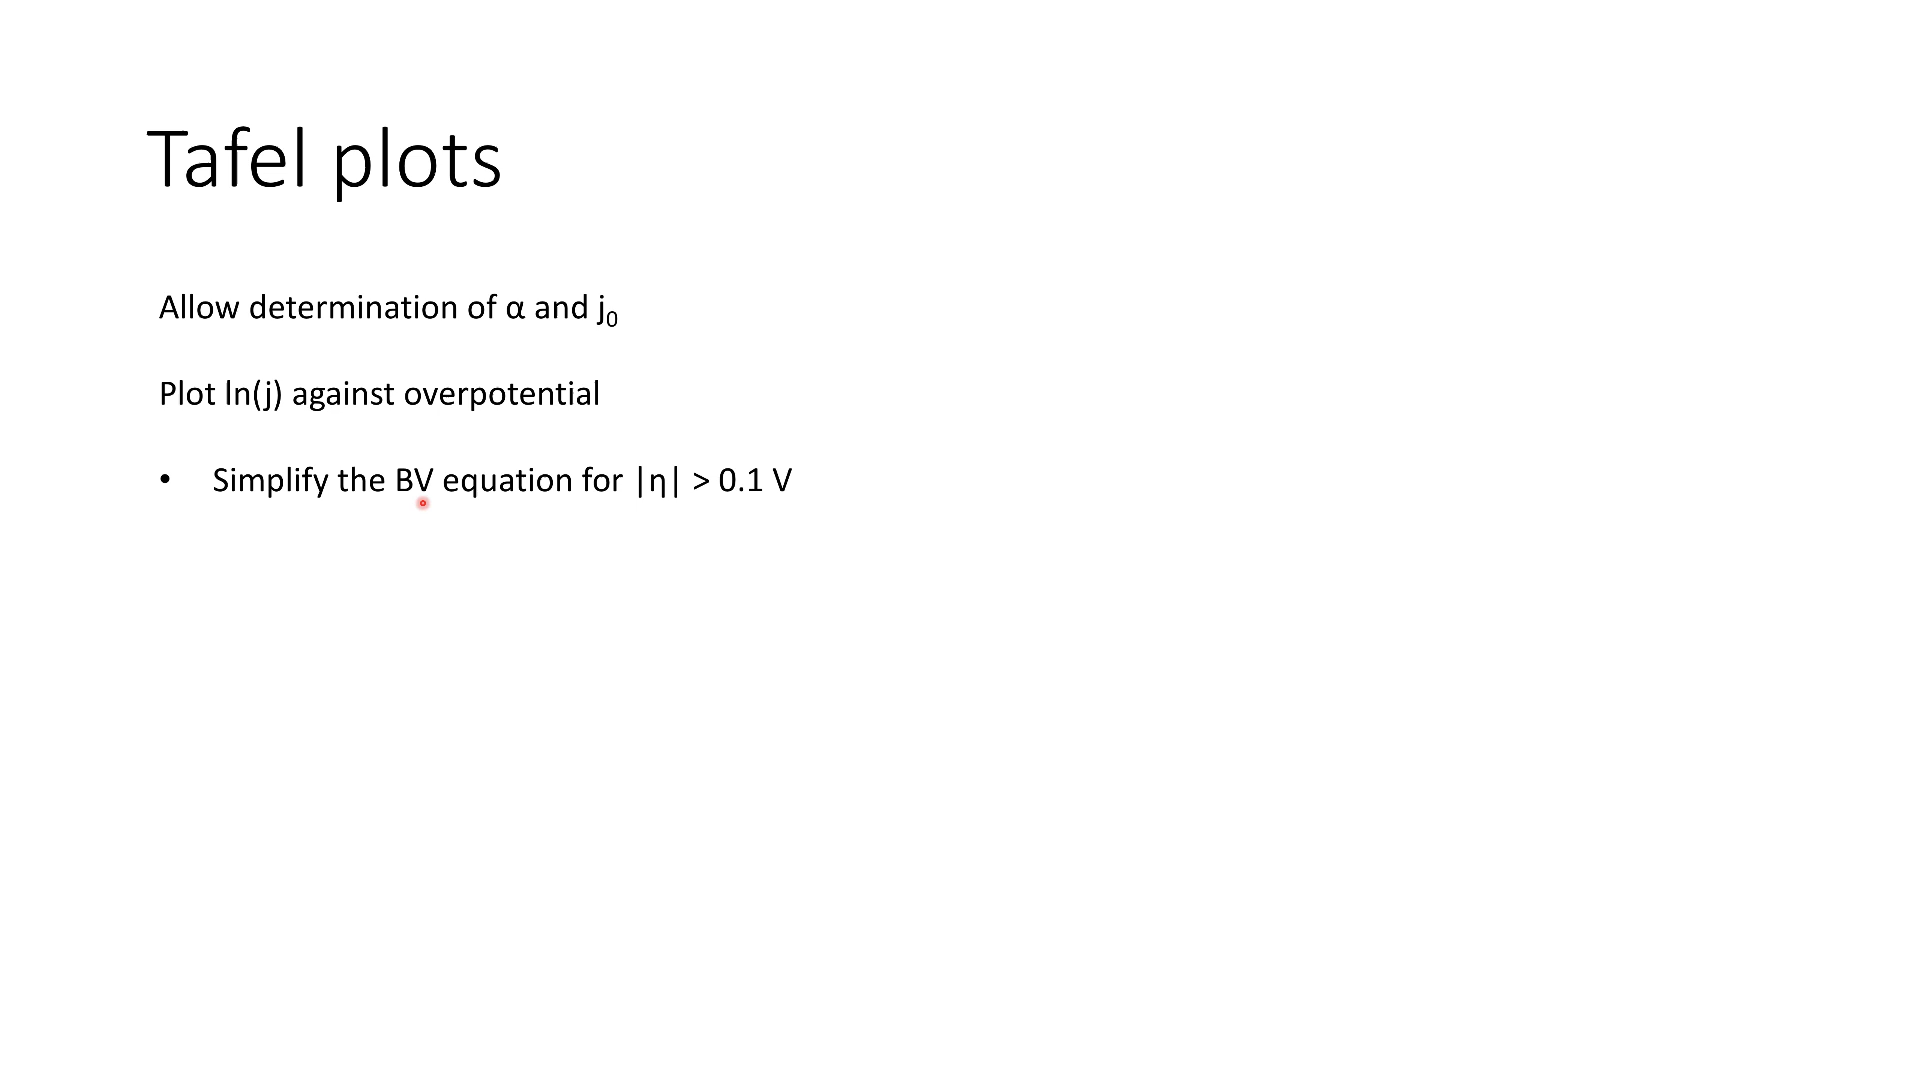 Tafel plots
Allow determination of α and j₀
Plot ln(j) against overpotential
• Simplify the BV equation for |η| > 0.1 V